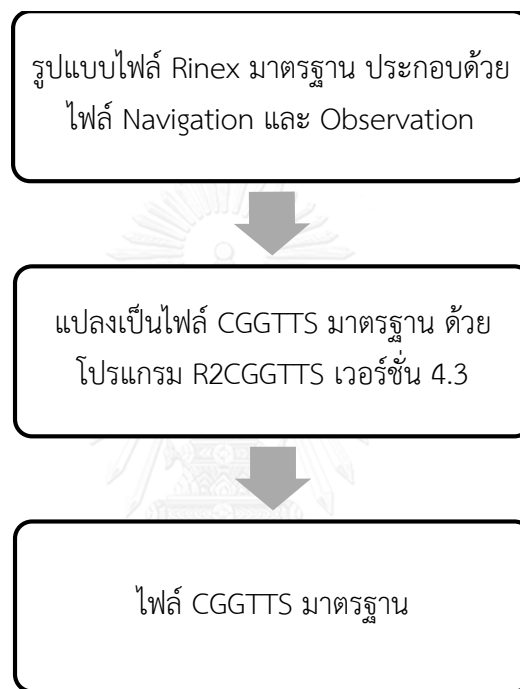 รูปแบบไฟล์ Rinex มาตรฐาน ประกอบด้วย
ไฟล์ Navigation และ Observation
แปลงเป็นไฟล์ CGGTTS มาตรฐาน ด้วย
โปรแกรม R2CGGTTS เวอร์ชั่น 4.3
ไฟล์ CGGTTS มาตรฐาน